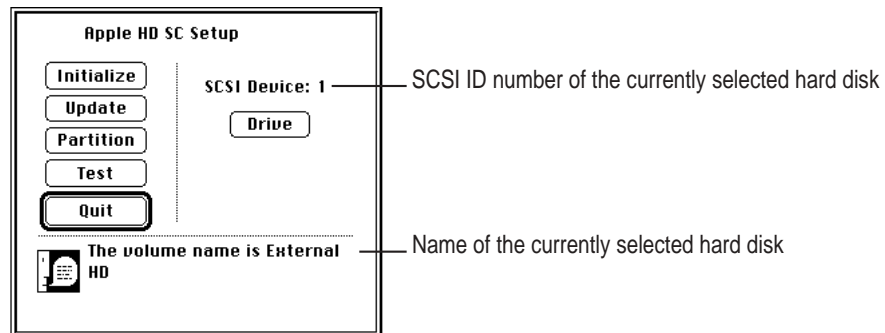 Apple HD SC Setup
Initialize
Update
Partition
Test
Quit
SCSI Device: 1
Drive
The volume name is External
HD
SCSI ID number of the currently selected hard disk
Name of the currently selected hard disk